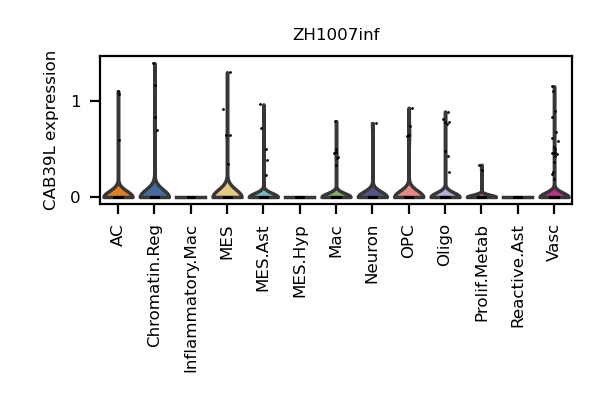 ZH1007inf
CAB39L expression
1
0
AC
Chromatin.Reg
Inflammatory.Mac
MES
MES.Ast
MES.Hyp
Mac
Neuron
OPC
Oligo
Prolif.Metab
Reactive.Ast
Vasc